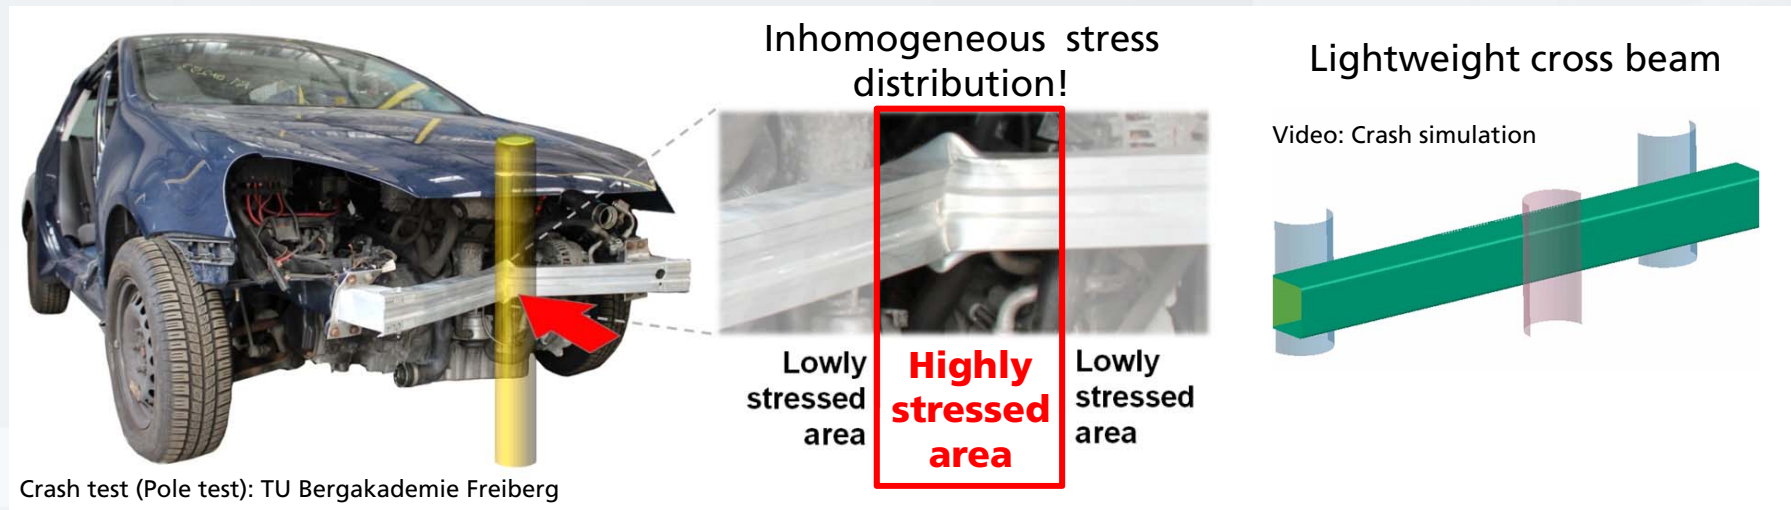 Inhomogeneous stress
distribution!
Lowly
stressed
area
Highly
stressed
area
Lowly
stressed
area
Lightweight cross beam
Video: Crash simulation
Crash test (Pole test): TU Bergakademie Freiberg